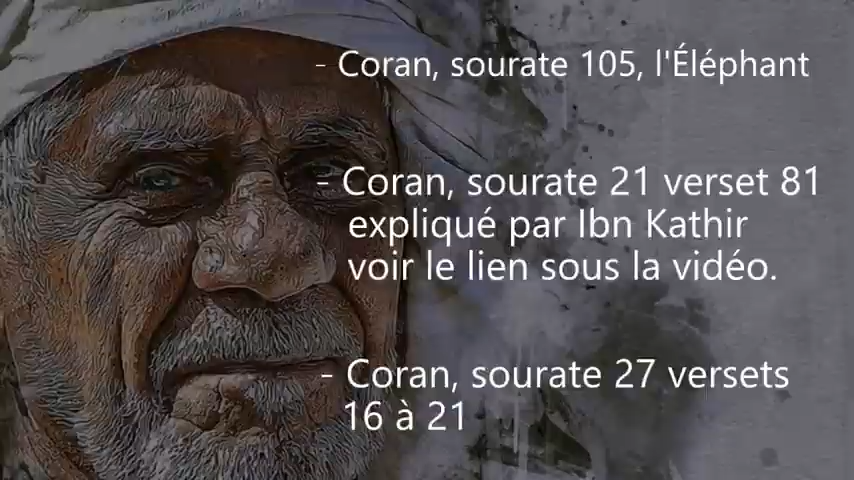 - Coran, sourate 105, l'Éléphant
- Coran, sourate 21 verset 81
expliqué par Ibn Kathir
voir le lien sous la vidéo.
- Coran, sourate 27 versets
16 à 21